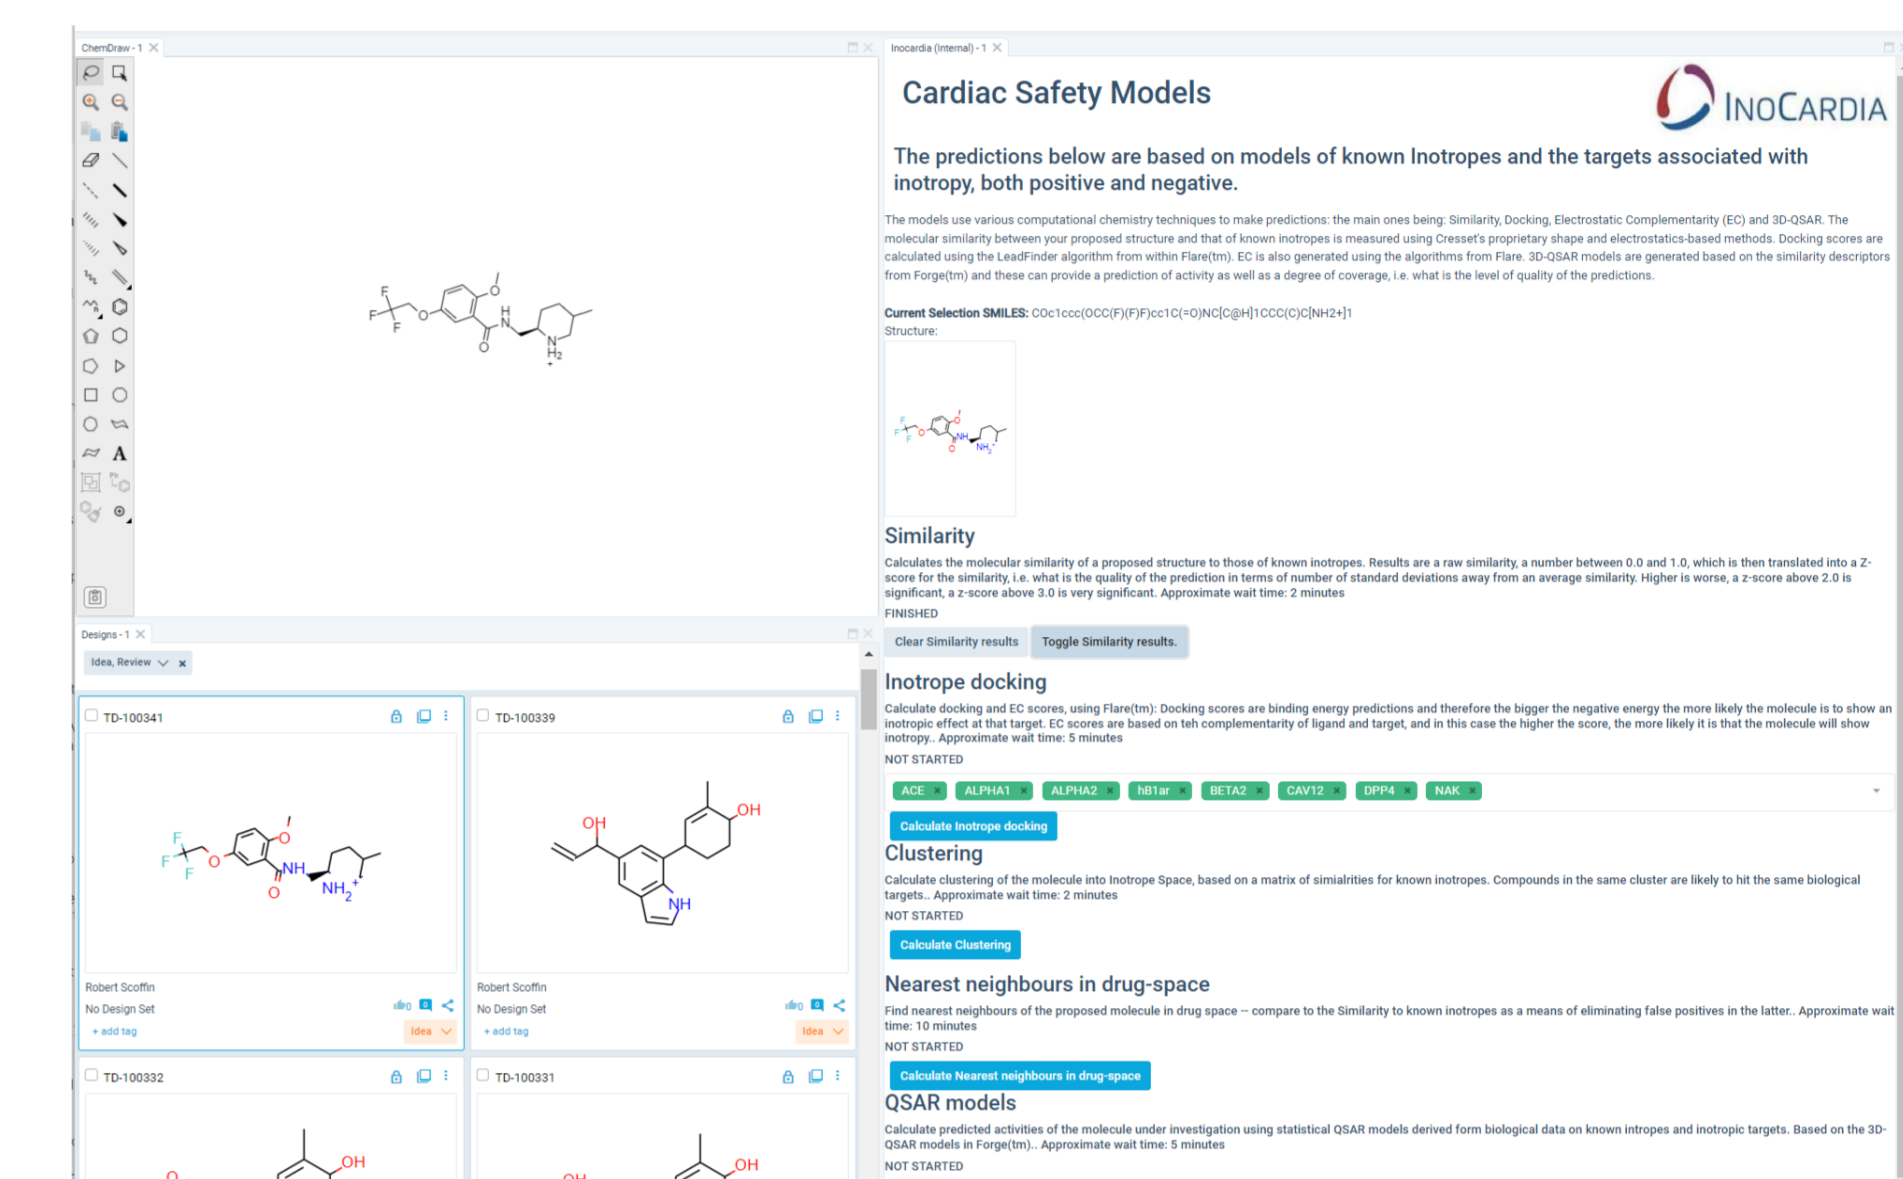 ChemDraw - 1
F
F
F
O
O
O
H
N
N
H2
+
Designs - 1
Idea, Review
TD-100341
F
F
F
O
O
NH
O
NH2+
Robert Scoffin
No Design Set
0
0
+ add tag
Idea
TD-100339
OH
OH
NH
Robert Scoffin
No Design Set
0
0
+ add tag
Idea
TD-100332
O
OH
TD-100331
OH
OH
Inocardia (Internal) - 1
Cardiac Safety Models
INOCARDIA
The predictions below are based on models of known Inotropes and the targets associated with
inotropy, both positive and negative.
The models use various computational chemistry techniques to make predictions: the main ones being: Similarity, Docking, Electrostatic Complementarity (EC) and 3D-QSAR. The
molecular similarity between your proposed structure and that of known inotropes is measured using Cresset's proprietary shape and electrostatics-based methods. Docking scores are
calculated using the LeadFinder algorithm from within Flare(tm). EC is also generated using the algorithms from Flare. 3D-QSAR models are generated based on the similarity descriptors
from Forge(tm) and these can provide a prediction of activity as well as a degree of coverage, i.e. what is the level of quality of the predictions.
Current Selection SMILES: COc1ccc(OCC(F)(F)F)cc1C(=O)NC[C@H]1CCC(C)C[NH2+]1
Structure:
F
F
F
O
O
NH
O
NH2+
Similarity
Calculates the molecular similarity of a proposed structure to those of known inotropes. Results are a raw similarity, a number between 0.0 and 1.0, which is then translated into a Z-
score for the similarity, i.e. what is the quality of the prediction in terms of number of standard deviations away from an average similarity. Higher is worse, a z-score above 2.0 is
significant, a z-score above 3.0 is very significant. Approximate wait time: 2 minutes
FINISHED
Clear Similarity results
Toggle Similarity results.
Inotrope docking
Calculate docking and EC scores, using Flare(tm): Docking scores are binding energy predictions and therefore the bigger the negative energy the more likely the molecule is to show an
inotropic effect at that target. EC scores are based on teh complementarity of ligand and target, and in this case the higher the score, the more likely it is that the molecule will show
inotropy.. Approximate wait time: 5 minutes
NOT STARTED
ACE × ALPHA1 × ALPHA2 × hB1ar × BETA2 × CAV12 × DPP4 × NAK ×
Calculate Inotrope docking
Clustering
Calculate clustering of the molecule into Inotrope Space, based on a matrix of simialrities for known inotropes. Compounds in the same cluster are likely to hit the same biological
targets.. Approximate wait time: 2 minutes
NOT STARTED
Calculate Clustering
Nearest neighbours in drug-space
Find nearest neighbours of the proposed molecule in drug space -- compare to the Similarity to known inotropes as a means of eliminating false positives in the latter.. Approximate wait
time: 10 minutes
NOT STARTED
Calculate Nearest neighbours in drug-space
QSAR models
Calculate predicted activities of the molecule under investigation using statistical QSAR models derived form biological data on known intropes and inotropic targets. Based on the 3D-
QSAR models in Forge(tm).. Approximate wait time: 5 minutes
NOT STARTED